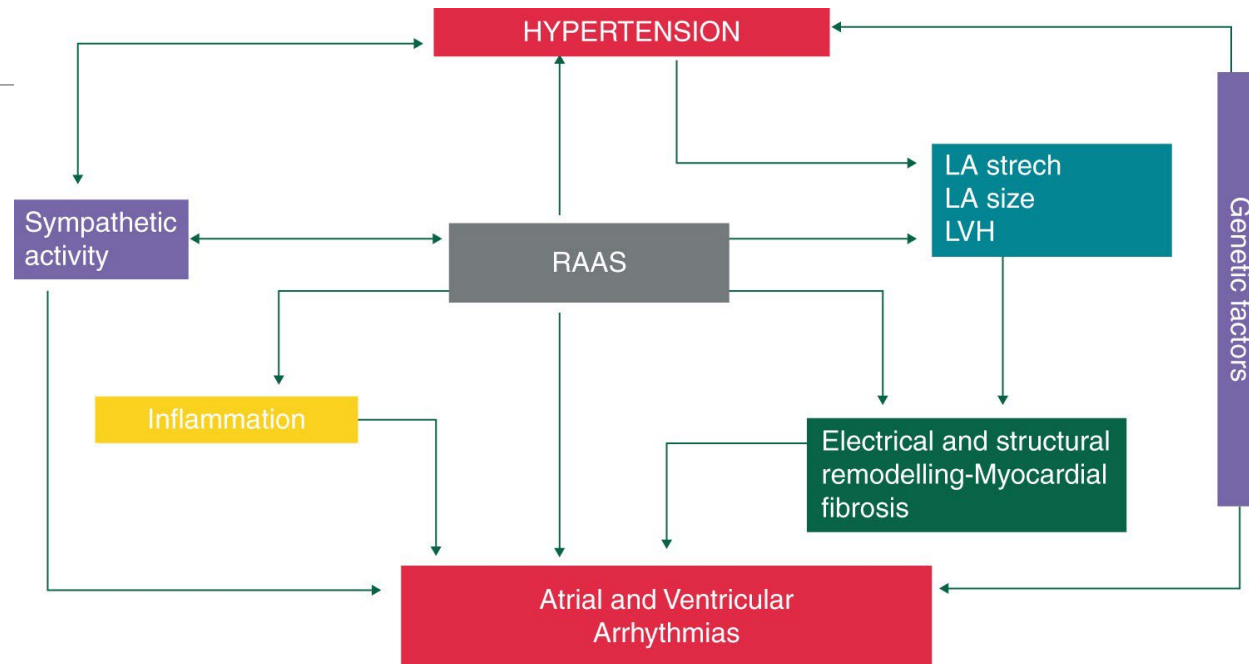 HYPERTENSION
LA strech
LA size
LVH
Sympathetic
activity
RAAS
Genetic factors
Inflammation
Electrical and structural
remodelling-Myocardial
fibrosis
Atrial and Ventricular
Arrhythmias